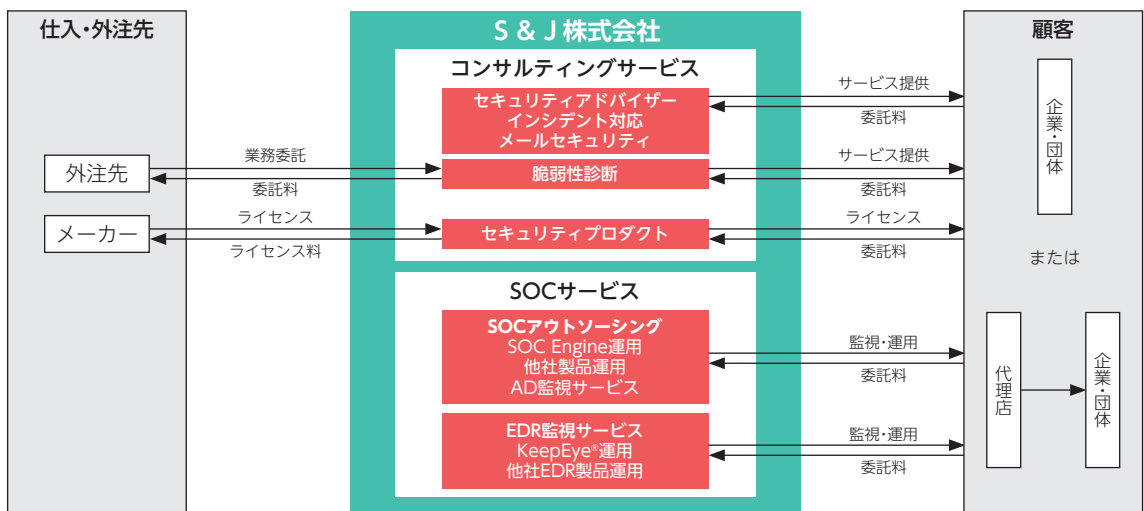 仕入・外注先
外注先
メーカー
業務委託
委託料
ライセンス
ライセンス料
S & J 株式会社
コンサルティングサービス
セキュリティアドバイザー
インシデント対応
メールセキュリティ
脆弱性診断
セキュリティプロダクト
SOCサービス
SOCアウトソーシング
SOC Engine運用
他社製品運用
AD監視サービス
EDR監視サービス
KeepEye®運用
他社EDR製品運用
サービス提供
委託料
サービス提供
委託料
ライセンス
委託料
監視・運用
委託料
監視・運用
委託料
顧客
企業・団体
または
代理店
企業・団体